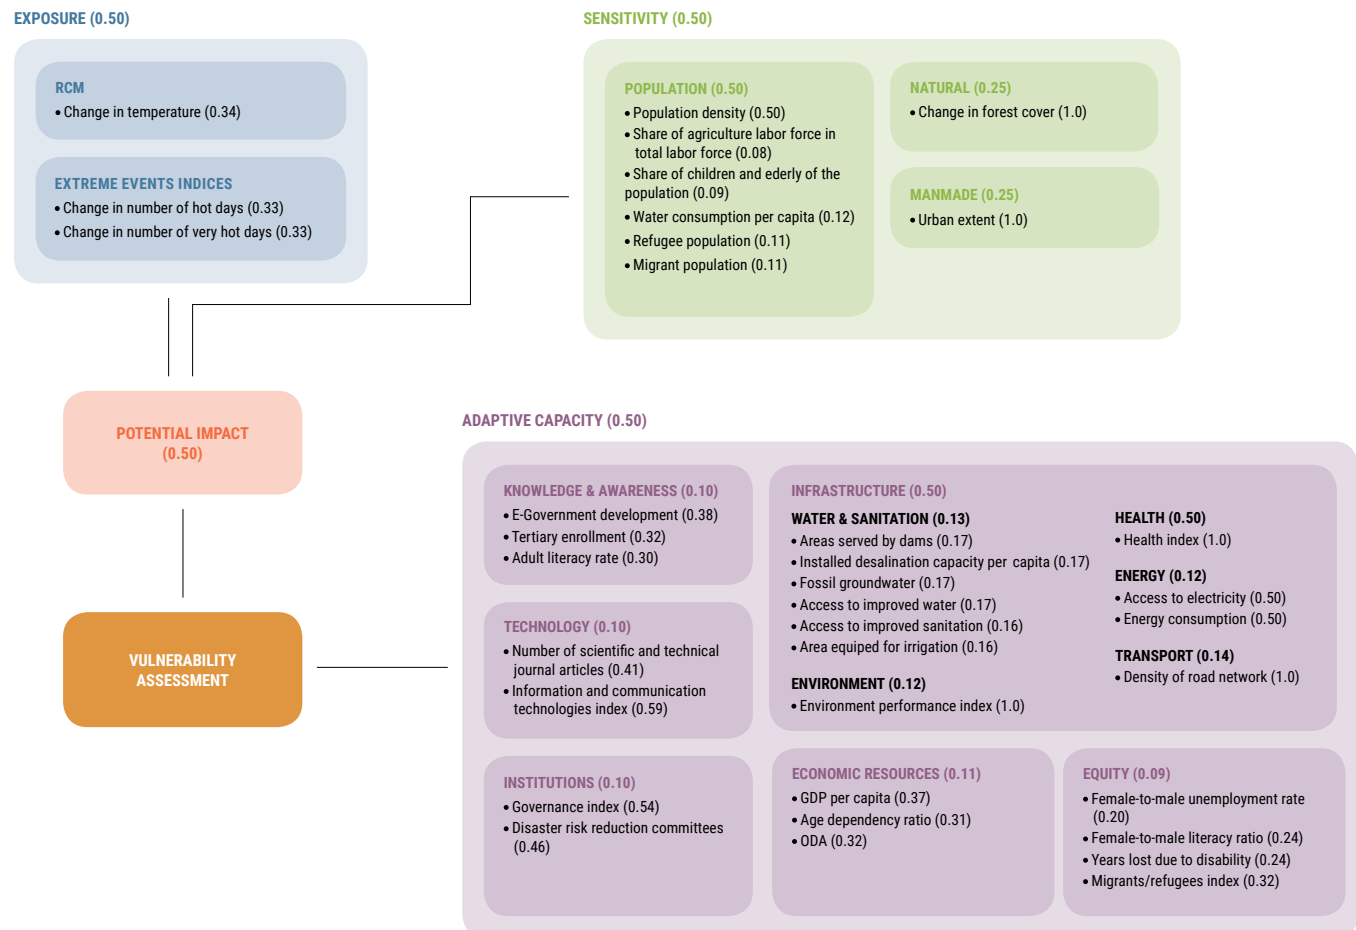 EXPOSURE (0.50)
RCM
• Change in temperature (0.34)
EXTREME EVENTS INDICES
• Change in number of hot days (0.33)
• Change in number of very hot days (0.33)
SENSITIVITY (0.50)
POPULATION (0.50)
• Population density (0.50)
• Share of agriculture labor force in
total labor force (0.08)
• Share of children and ederly of the
population (0.09)
• Water consumption per capita (0.12)
• Refugee population (0.11)
• Migrant population (0.11)
NATURAL (0.25)
• Change in forest cover (1.0)
MANMADE (0.25)
• Urban extent (1.0)
POTENTIAL IMPACT
(0.50)
VULNERABILITY
ASSESSMENT
ADAPTIVE CAPACITY (0.50)
KNOWLEDGE & AWARENESS (0.10)
• E-Government development (0.38)
• Tertiary enrollment (0.32)
• Adult literacy rate (0.30)
TECHNOLOGY (0.10)
• Number of scientific and technical
journal articles (0.41)
• Information and communication
technologies index (0.59)
INSTITUTIONS (0.10)
• Governance index (0.54)
• Disaster risk reduction committees
(0.46)
INFRASTRUCTURE (0.50)
WATER & SANITATION (0.13)
• Areas served by dams (0.17)
• Installed desalination capacity per capita (0.17)
• Fossil groundwater (0.17)
• Access to improved water (0.17)
• Access to improved sanitation (0.16)
• Area equiped for irrigation (0.16)
ENVIRONMENT (0.12)
• Environment performance index (1.0)
HEALTH (0.50)
• Health index (1.0)
ENERGY (0.12)
• Access to electricity (0.50)
• Energy consumption (0.50)
TRANSPORT (0.14)
• Density of road network (1.0)
ECONOMIC RESOURCES (0.11)
• GDP per capita (0.37)
• Age dependency ratio (0.31)
• ODA (0.32)
EQUITY (0.09)
• Female-to-male unemployment rate
(0.20)
• Female-to-male literacy ratio (0.24)
• Years lost due to disability (0.24)
• Migrants/refugees index (0.32)